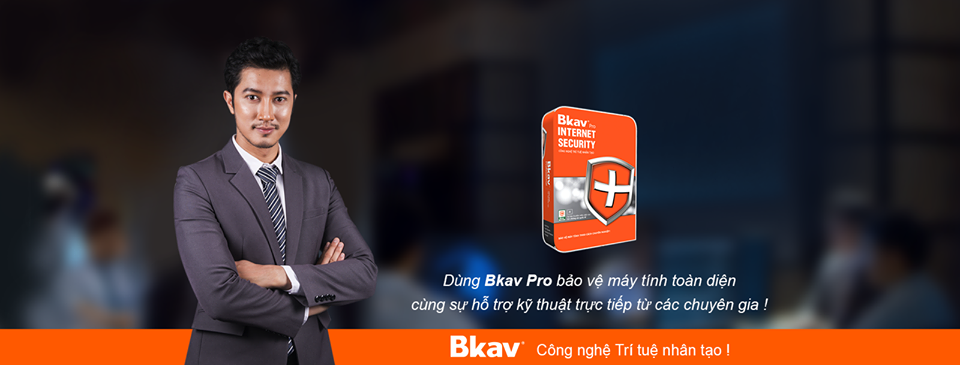 Bkav Pro
INTERNET
SECURITY
Bkav
Dùng Bkav Pro bảo vệ máy tính toàn diện
cùng sự hỗ trợ kỹ thuật trực tiếp từ các chuyên gia !
Bkav® Công nghệ Trí tuệ nhân tạo !